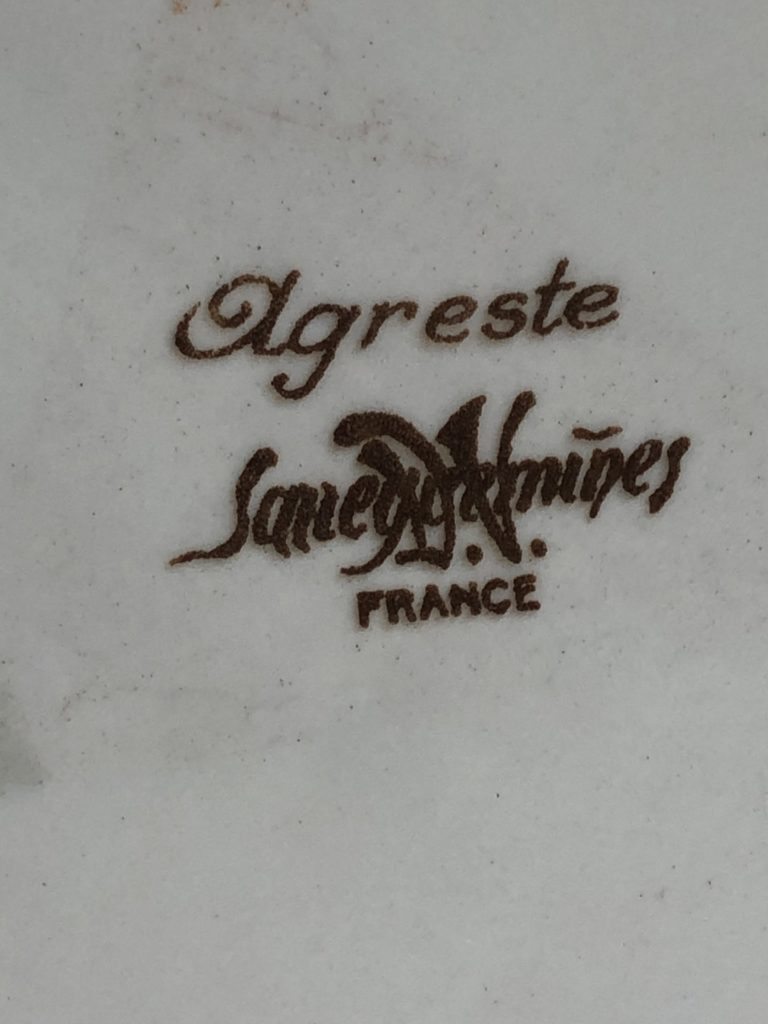 Agreste
Sarreguemines
D.V.
FRANCE